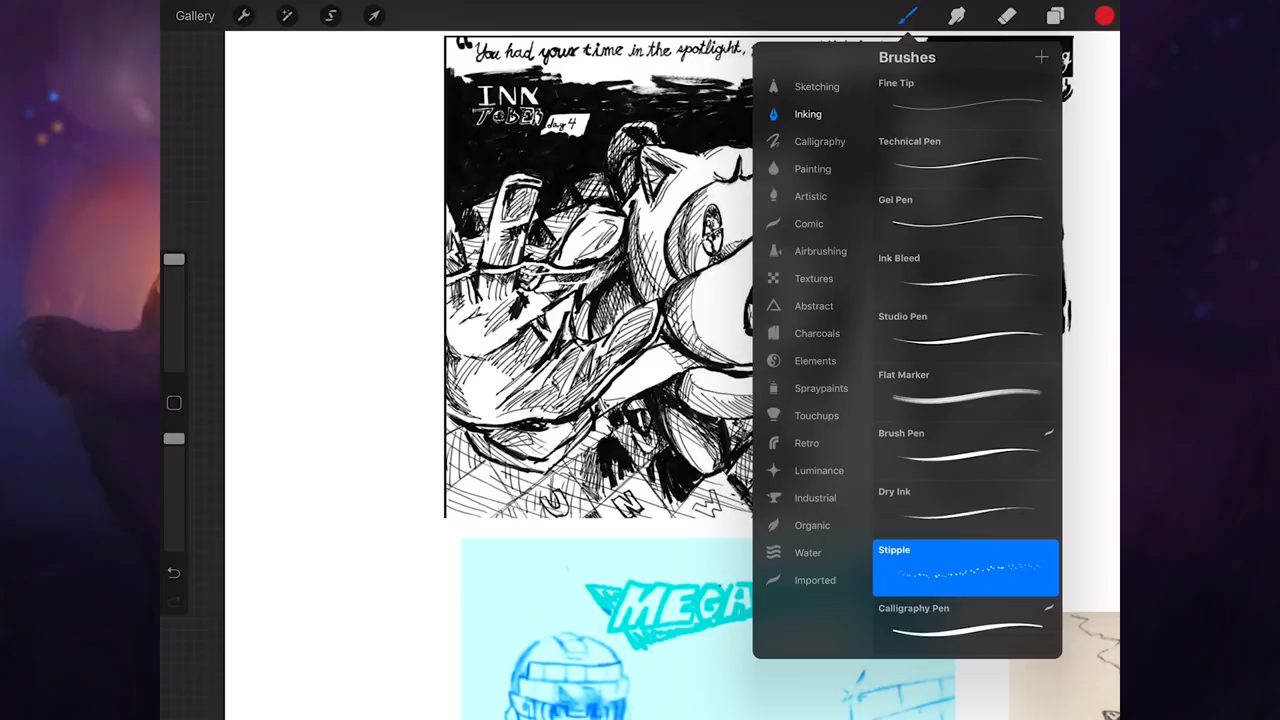 Gallery
Brushes
Sketching
Inking
Calligraphy
Painting
Artistic
Comic
Airbrushing
Textures
Abstract
Charcoals
Elements
Spraypaints
Touchups
Retro
Luminance
Industrial
Organic
Water
Imported
Fine Tip
Technical Pen
Gel Pen
Ink Bleed
Studio Pen
Flat Marker
Brush Pen
Dry Ink
Stipple
Calligraphy Pen
“You had your time in the spotlight,
INK
TOBER
day 4
U N W
MEGA